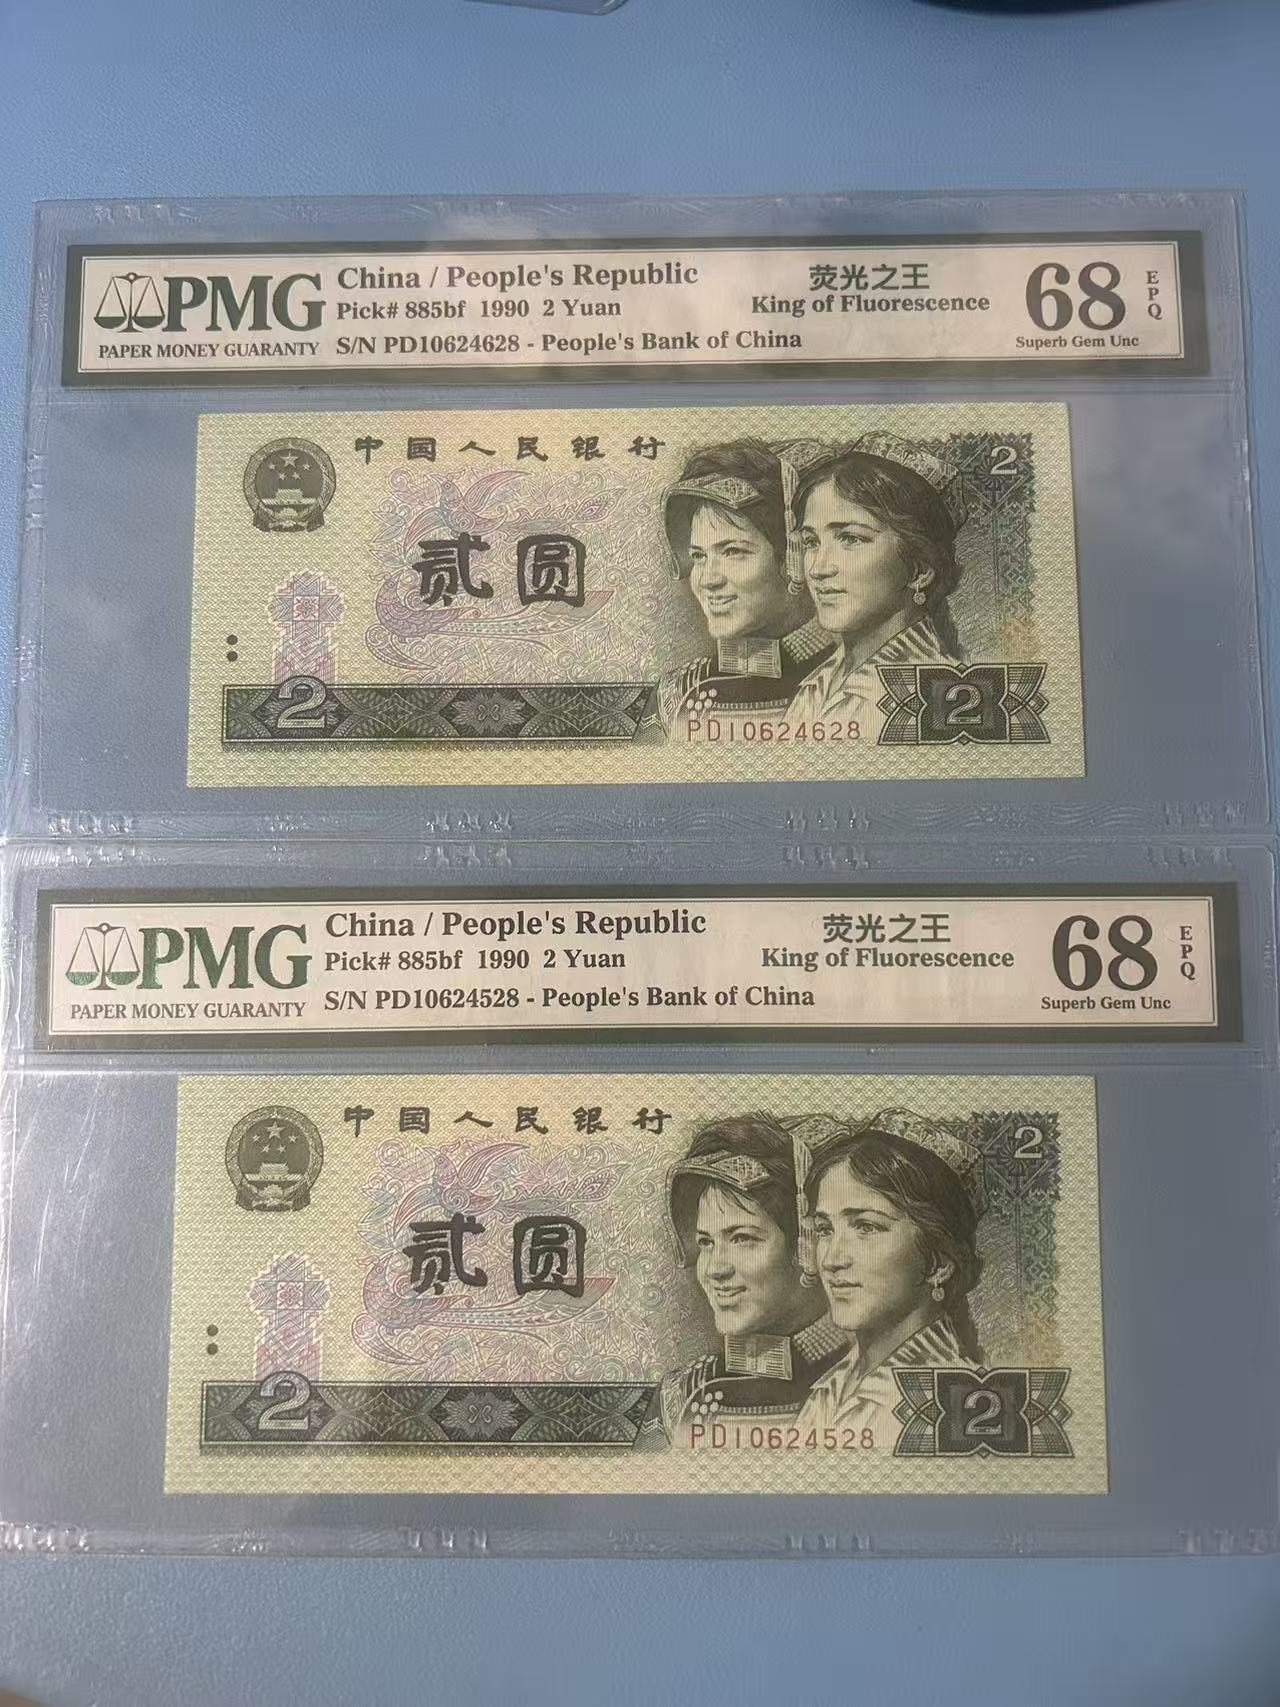 PMG
PAPER MONEY GUARANTY
China / People's Republic
Pick# 885bf 1990 2 Yuan
S/N PD10624628 - People's Bank of China
荧光之王
King of Fluorescence
68
EPQ
Superb Gem Unc
中国人民银行
2
贰圆
2
PD10624628
2
PMG
PAPER MONEY GUARANTY
China / People's Republic
Pick# 885bf 1990 2 Yuan
S/N PD10624528 - People's Bank of China
荧光之王
King of Fluorescence
68
EPQ
Superb Gem Unc
中国人民银行
2
贰圆
2
PD10624528
2